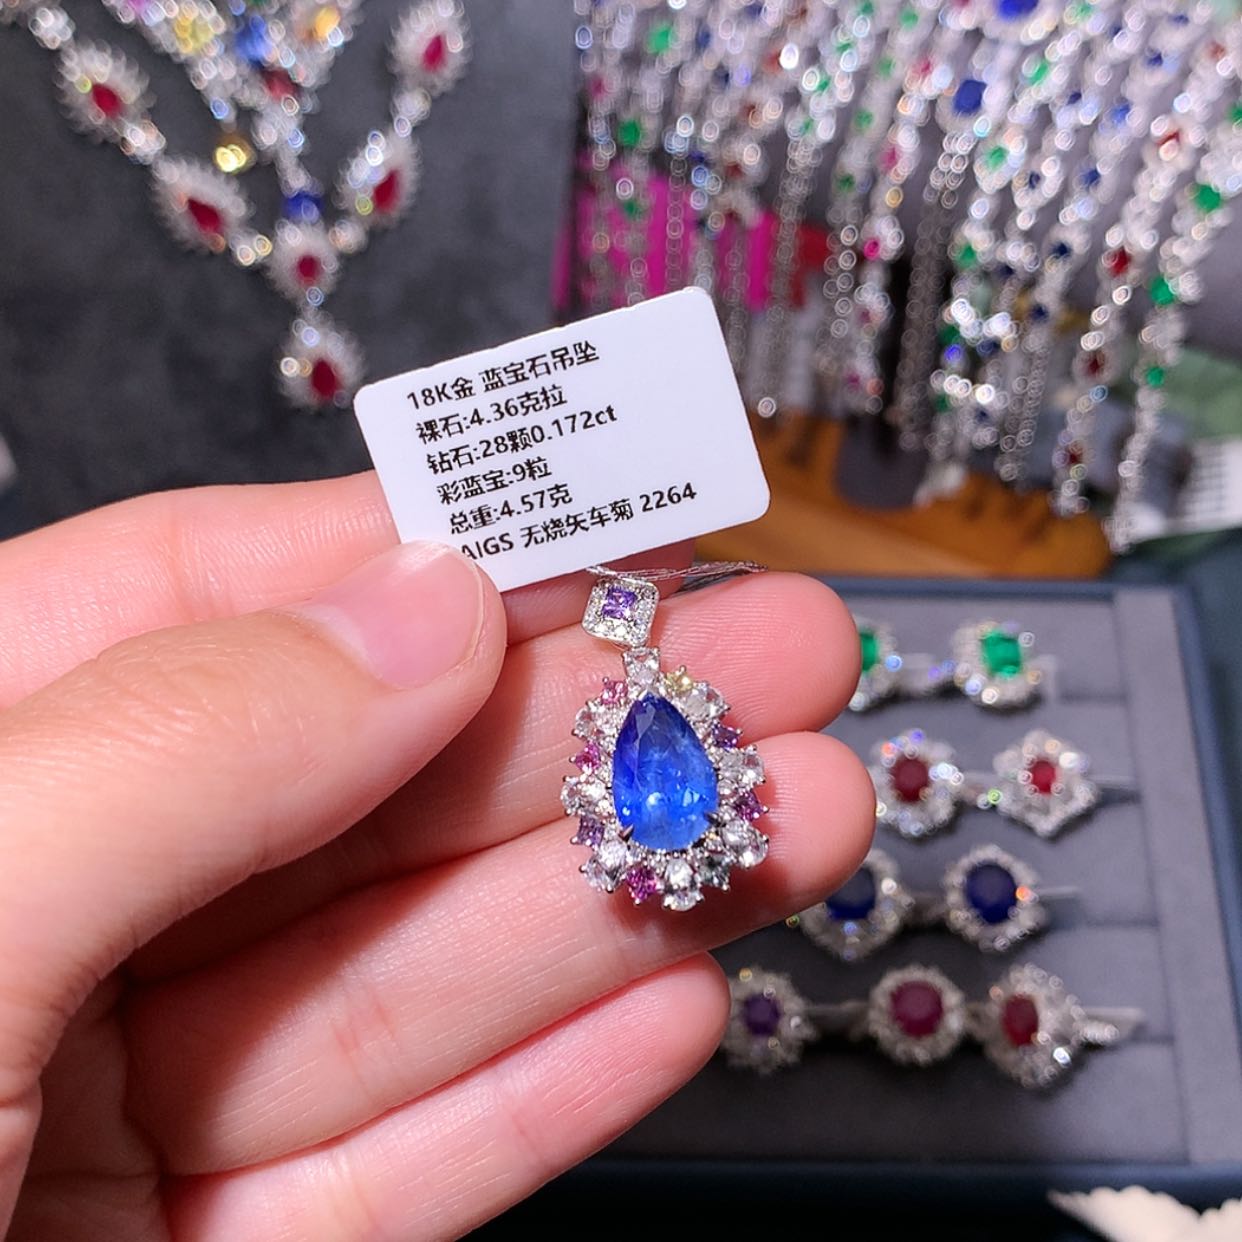 18K金 蓝宝石吊坠
裸石:4.36克拉
钻石:28颗0.172ct
彩蓝宝:9粒
总重:4.57克
AIGS 无烧矢车菊 2264